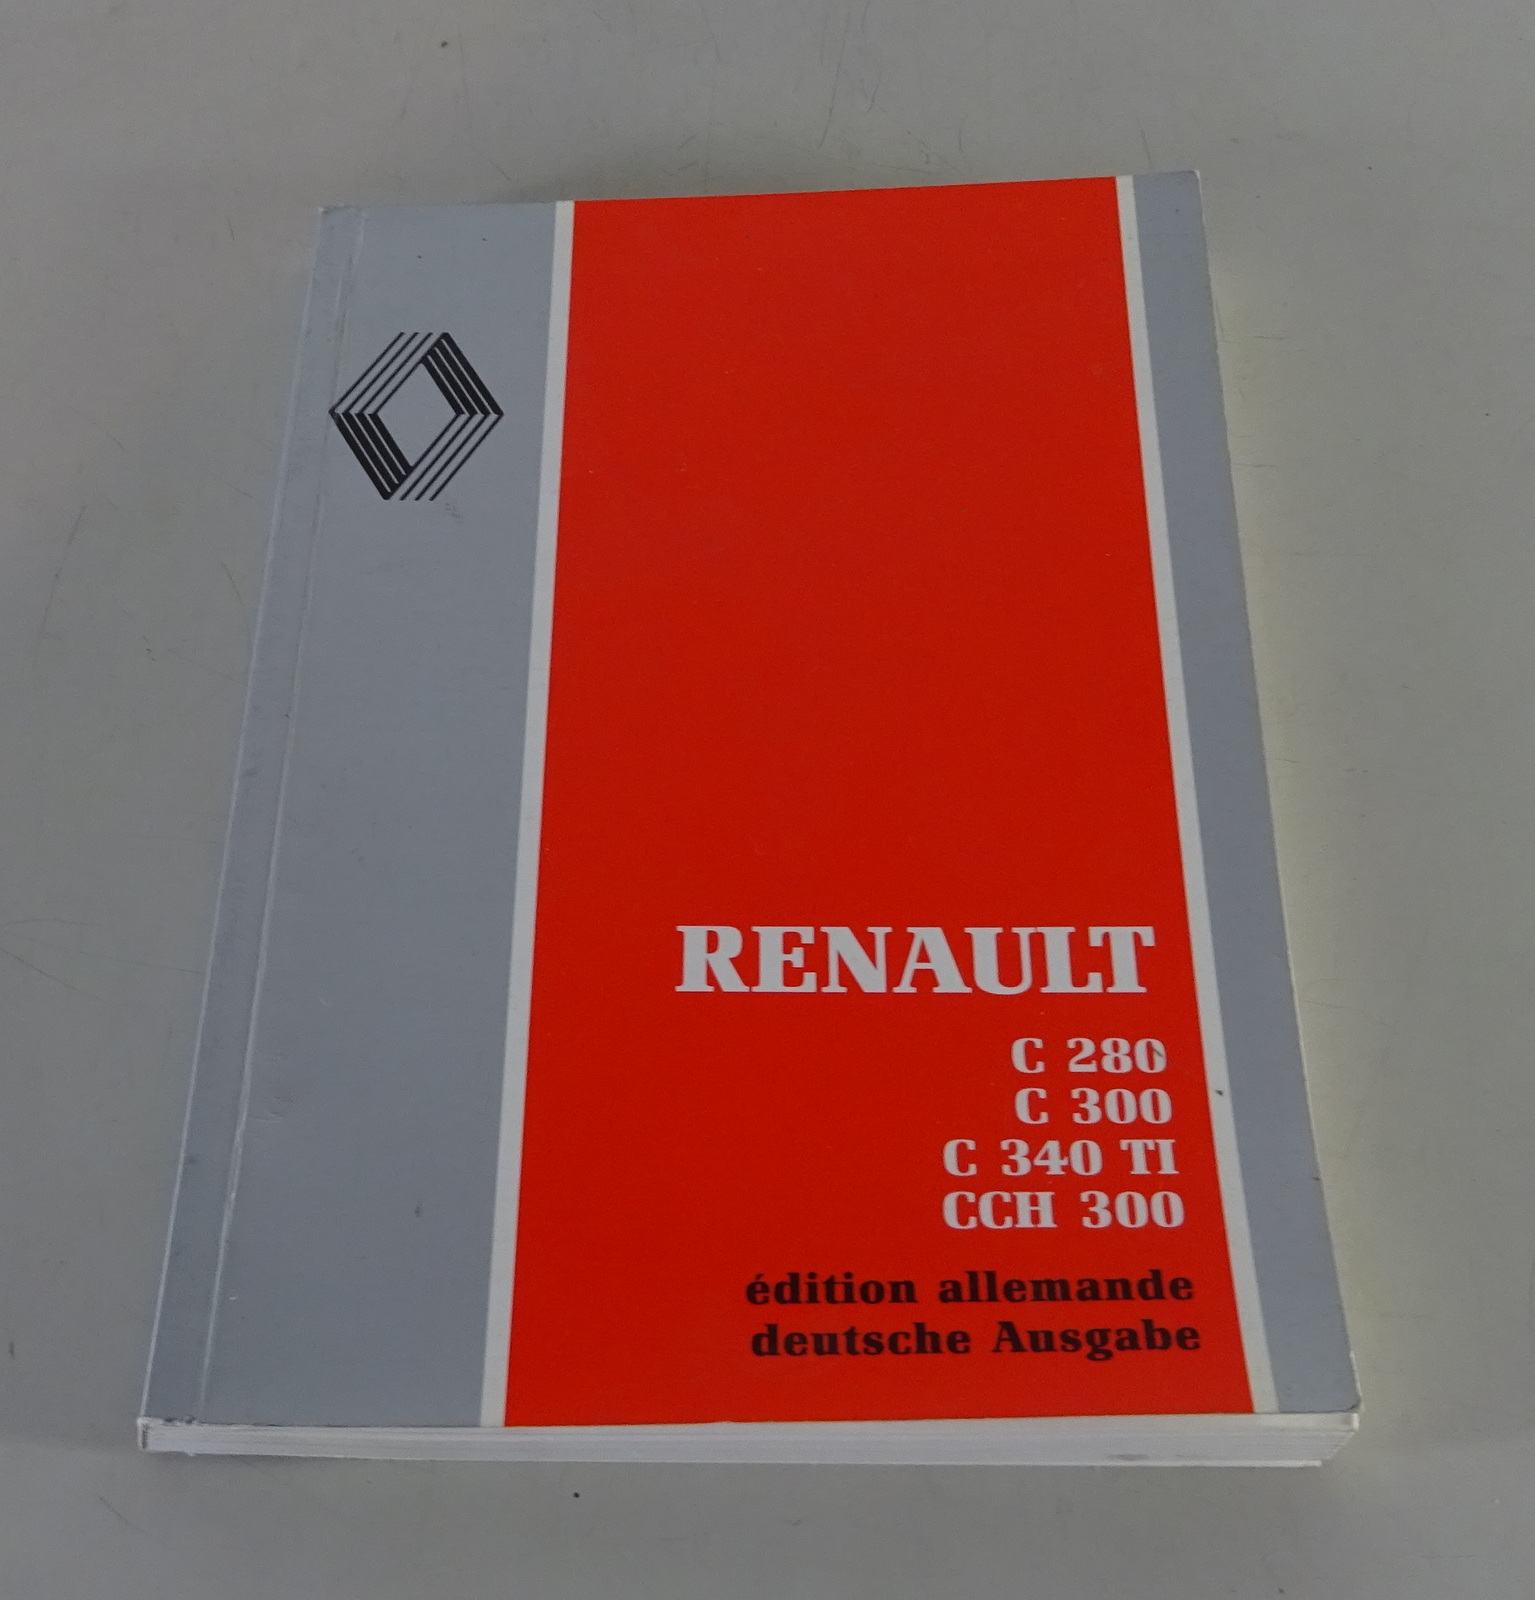 RENAULT
C 280
C 300
C 340 TI
CCH 300
édition allemande
deutsche Ausgabe